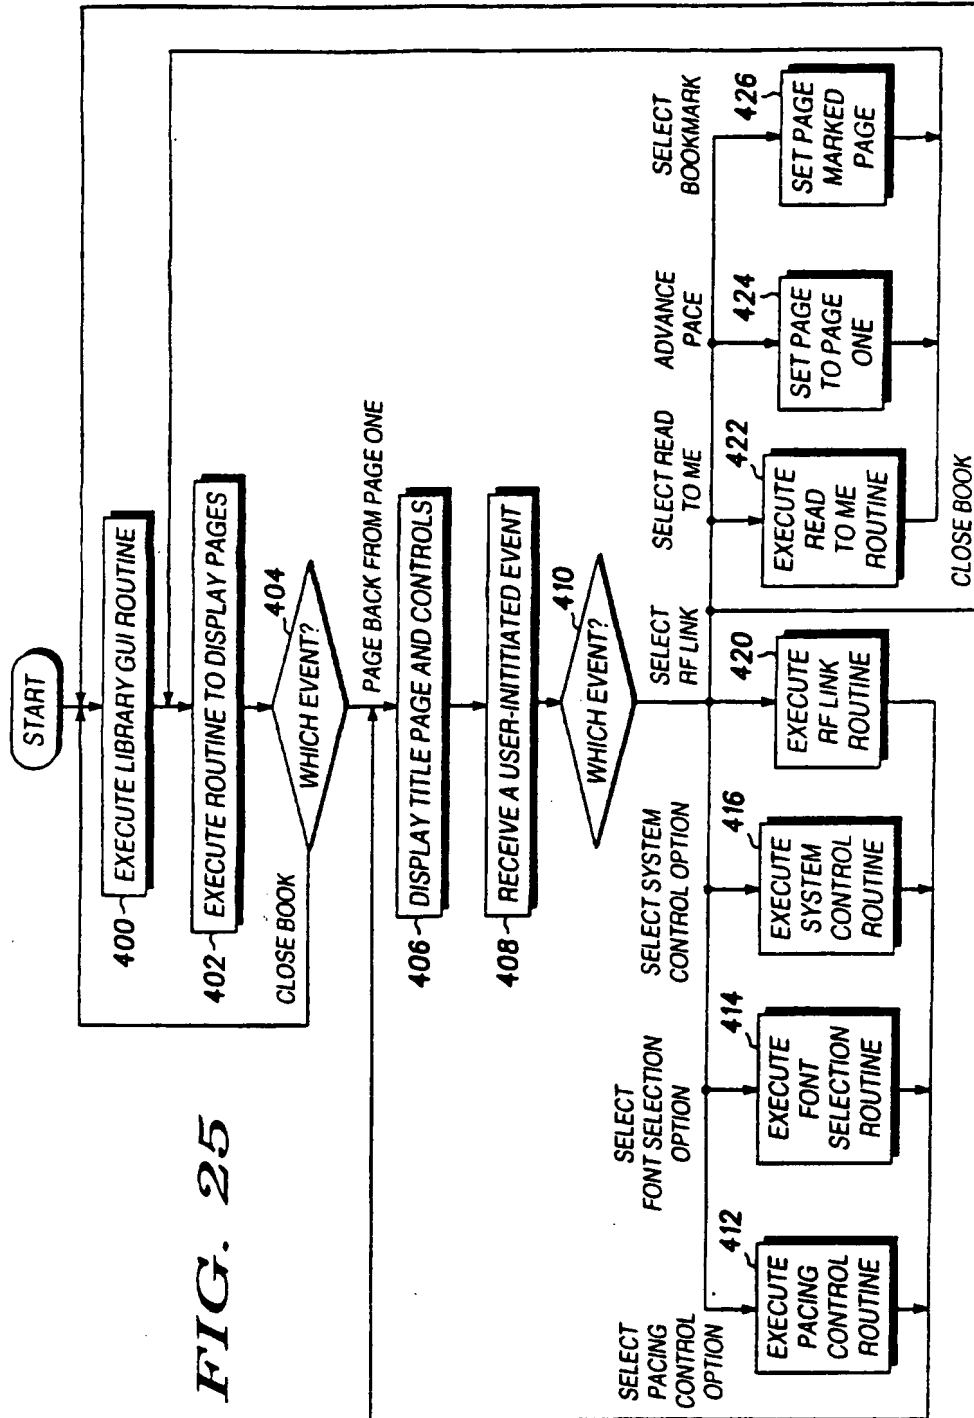 FIG. 25
START
400
EXECUTE LIBRARY GUI ROUTINE
402
EXECUTE ROUTINE TO DISPLAY PAGES
404
WHICH EVENT?
CLOSE BOOK
PAGE BACK FROM PAGE ONE
406
DISPLAY TITLE PAGE AND CONTROLS
408
RECEIVE A USER-INITITIATED EVENT
410
WHICH EVENT?
SELECT
PACING
CONTROL
OPTION
412
EXECUTE
PACING
CONTROL
ROUTINE
SELECT
FONT SELECTION
OPTION
414
EXECUTE
FONT
SELECTION
ROUTINE
SELECT SYSTEM
CONTROL OPTION
416
EXECUTE
SYSTEM
CONTROL
ROUTINE
SELECT
RF LINK
420
EXECUTE
RF LINK
ROUTINE
SELECT READ
TO ME
422
EXECUTE
READ
TO ME
ROUTINE
ADVANCE
PACE
424
SET PAGE
TO PAGE
ONE
SELECT
BOOKMARK
426
SET PAGE
MARKED
PAGE
CLOSE BOOK